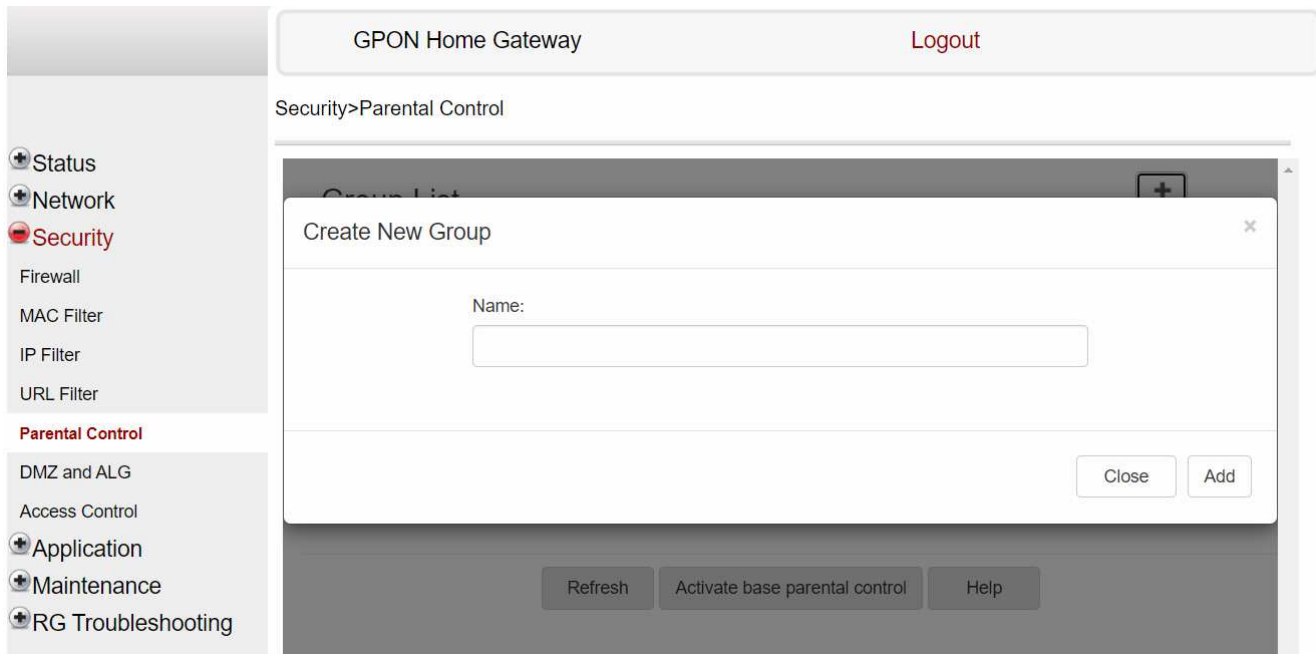 GPON Home Gateway
Logout
Security>Parental Control
Status
Network
Security
Firewall
MAC Filter
IP Filter
URL Filter
Parental Control
DMZ and ALG
Access Control
Application
Maintenance
RG Troubleshooting
Group List
+
Create New Group
×
Name:
Close
Add
Refresh
Activate base parental control
Help